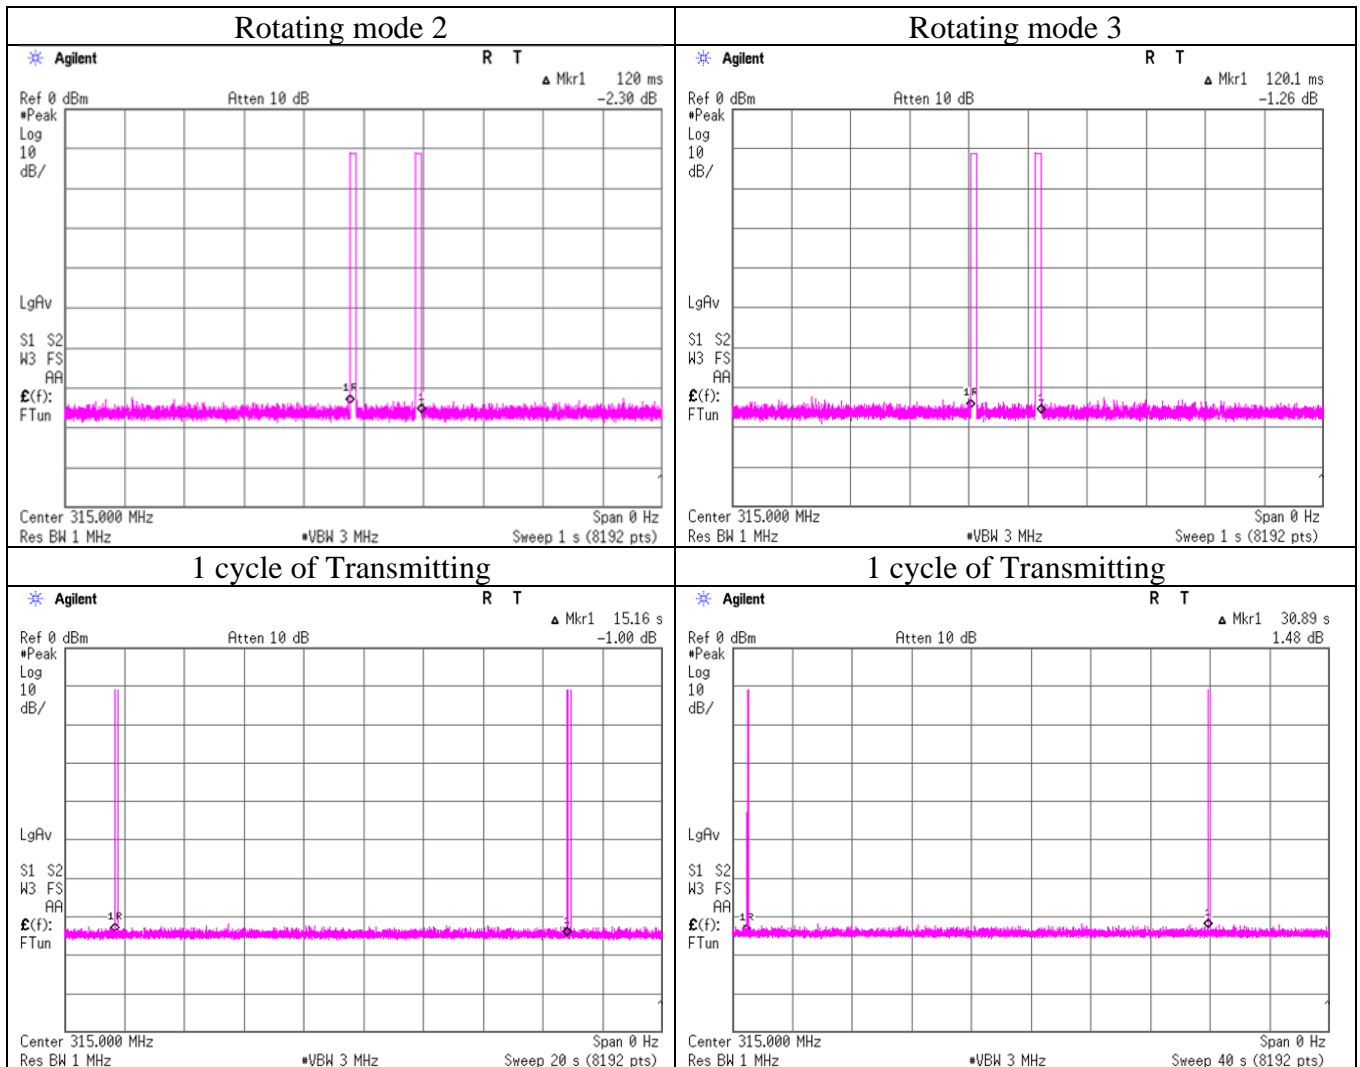 Rotating mode 2
Agilent
R T
Δ Mkr1 120 ms
Ref 0 dBm
Atten 10 dB
-2.30 dB
#Peak
Log
10
dB/
LgAv
S1 S2
W3 FS
AA
£(f):
FTun
1R
1
Center 315.000 MHz
Span 0 Hz
Res BW 1 MHz
#VBW 3 MHz
Sweep 1 s (8192 pts)
Rotating mode 3
Agilent
R T
Δ Mkr1 120.1 ms
Ref 0 dBm
Atten 10 dB
-1.26 dB
#Peak
Log
10
dB/
LgAv
S1 S2
W3 FS
AA
£(f):
FTun
1R
1
Center 315.000 MHz
Span 0 Hz
Res BW 1 MHz
#VBW 3 MHz
Sweep 1 s (8192 pts)
1 cycle of Transmitting
Agilent
R T
Δ Mkr1 15.16 s
Ref 0 dBm
Atten 10 dB
-1.00 dB
#Peak
Log
10
dB/
LgAv
S1 S2
W3 FS
AA
£(f):
FTun
1R
1
Center 315.000 MHz
Span 0 Hz
Res BW 1 MHz
#VBW 3 MHz
Sweep 20 s (8192 pts)
1 cycle of Transmitting
Agilent
R T
Δ Mkr1 30.89 s
Ref 0 dBm
Atten 10 dB
1.48 dB
#Peak
Log
10
dB/
LgAv
S1 S2
W3 FS
AA
£(f):
FTun
1R
1
Center 315.000 MHz
Span 0 Hz
Res BW 1 MHz
#VBW 3 MHz
Sweep 40 s (8192 pts)